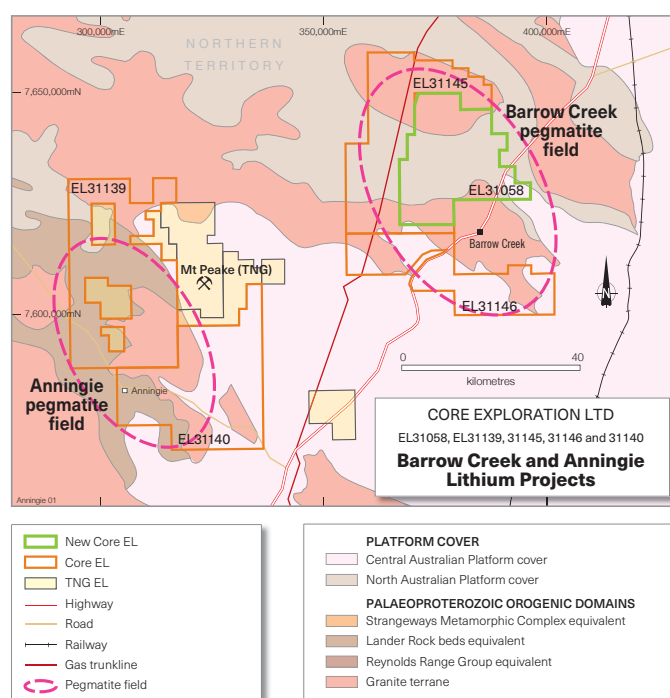 300,000mE
350,000mE
400,000mE
NORTHERN
TERRITORY
7,650,000mN
7,600,000mN
EL31145
Barrow Creek
pegmatite
field
EL31058
EL31139
Barrow Creek
Mt Peake (TNG)
EL31146
Anningie
Anningie
pegmatite
field
EL31140
0
40
kilometres
CORE EXPLORATION LTD
EL31058, EL31139, 31145, 31146 and 31140
Barrow Creek and Anningie
Lithium Projects
Anningie 01
New Core EL
Core EL
TNG EL
Highway
Road
Railway
Gas trunkline
Pegmatite field
PLATFORM COVER
Central Australian Platform cover
North Australian Platform cover
PALAEOPROTEROZOIC OROGENIC DOMAINS
Strangeways Metamorphic Complex equivalent
Lander Rock beds equivalent
Reynolds Range Group equivalent
Granite terrane